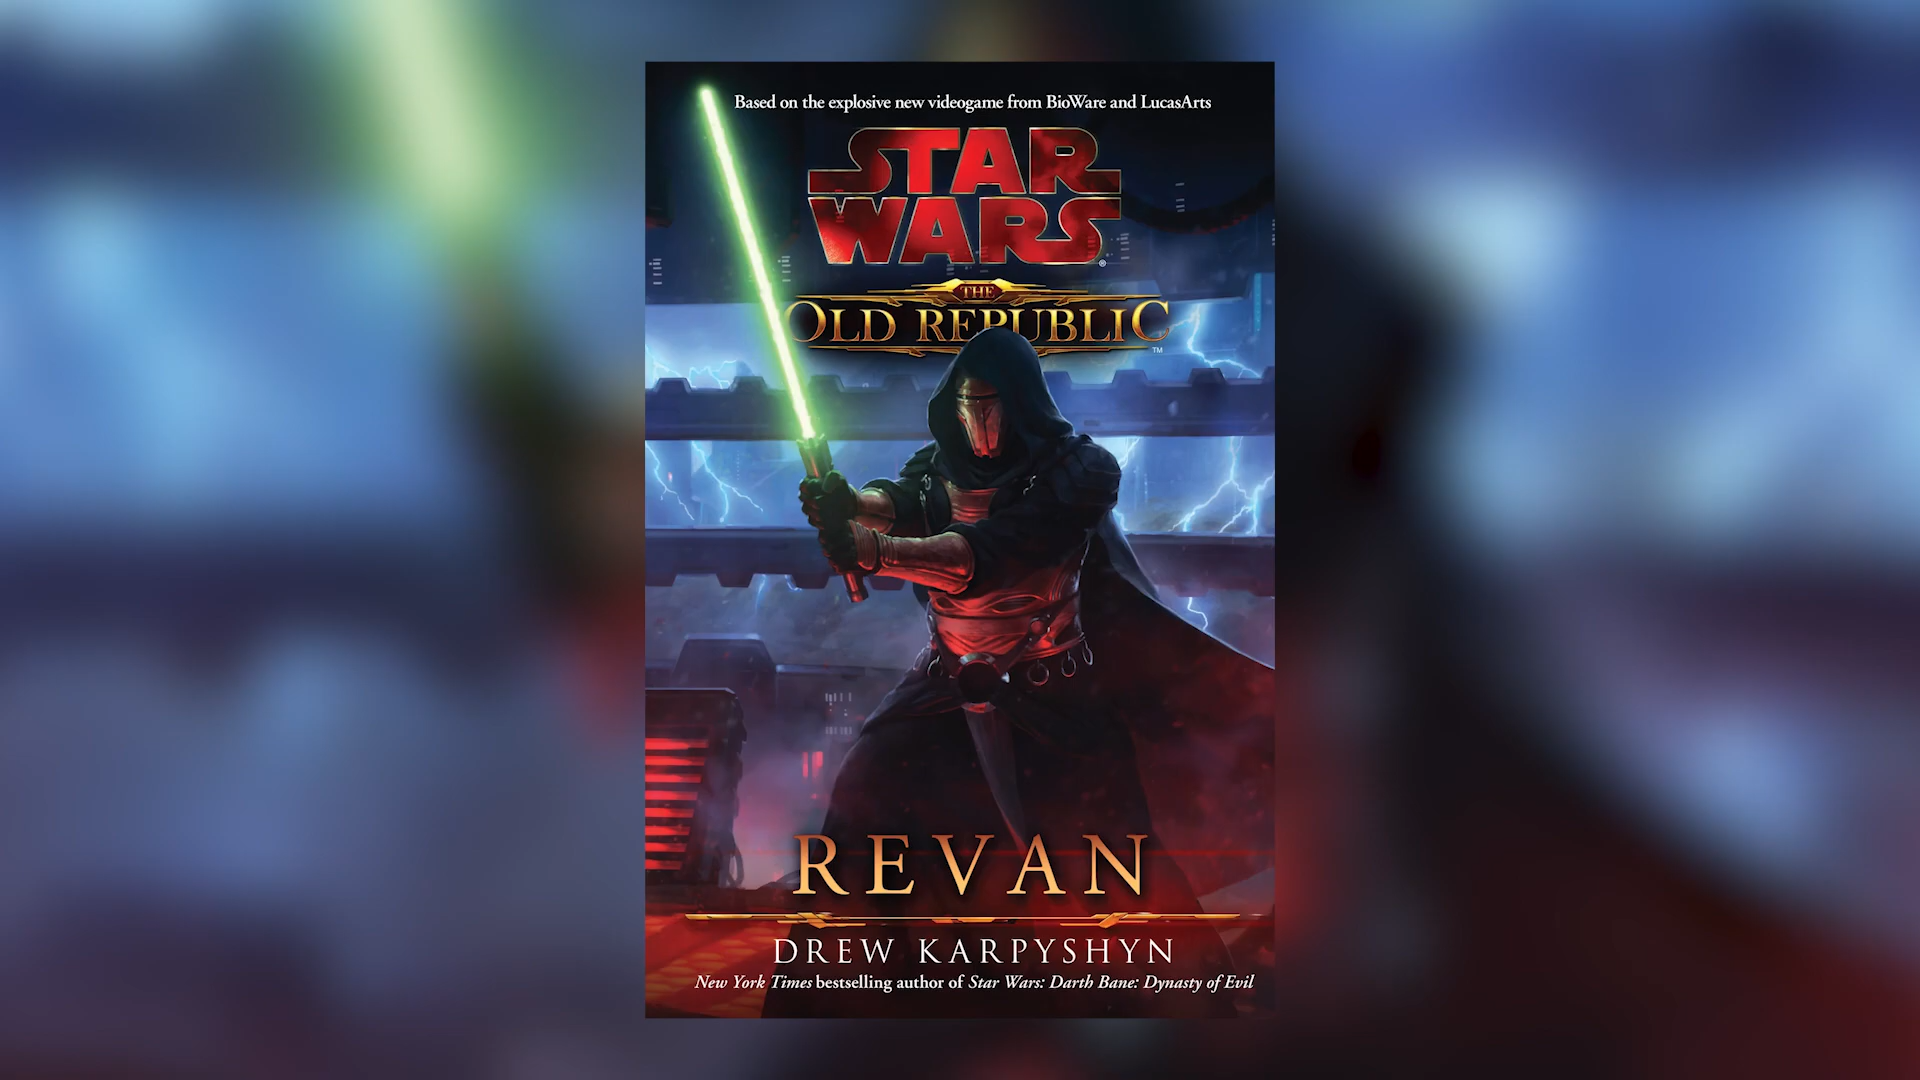 Based on the explosive new videogame from BioWare and LucasArts
STAR
WARS®
THE
OLD REPUBLIC™
REVAN
DREW KARPYSHYN
New York Times bestselling author of Star Wars: Darth Bane: Dynasty of Evil